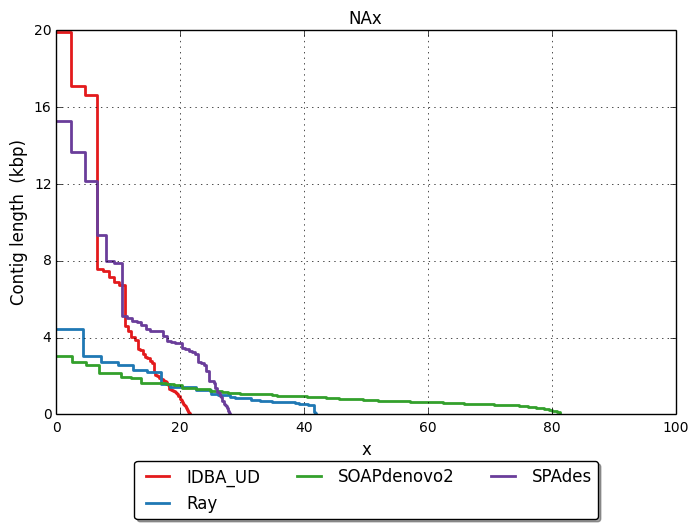 NAx
20
16
12
8
4
0
Contig length (kbp)
0 20 40 60 80 100
x
IDBA_UD SOAPdenovo2 SPAdes
Ray